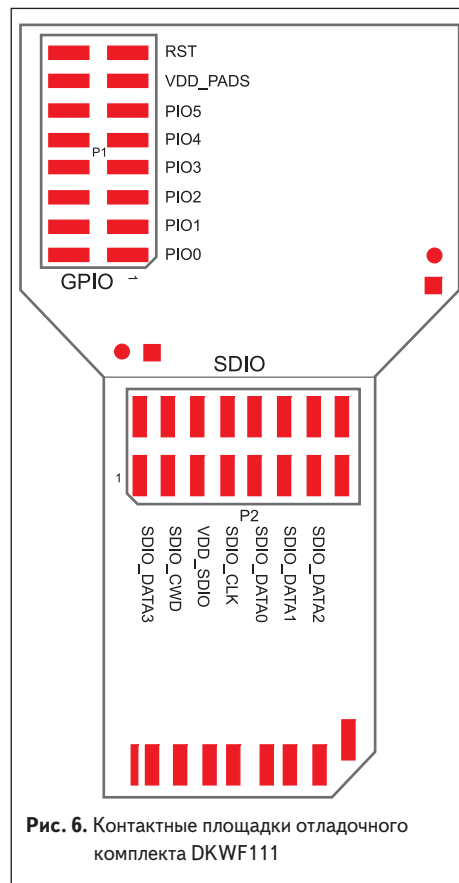 RST
VDD_PADS
PIO5
PIO4
P1
PIO3
PIO2
PIO1
PIO0
GPIO 1
SDIO
1
P2
SDIO_DATA3
SDIO_CWD
VDD_SDIO
SDIO_CLK
SDIO_DATA0
SDIO_DATA1
SDIO_DATA2
Рис. 6. Контактные площадки отладочного
комплекта DKWF111